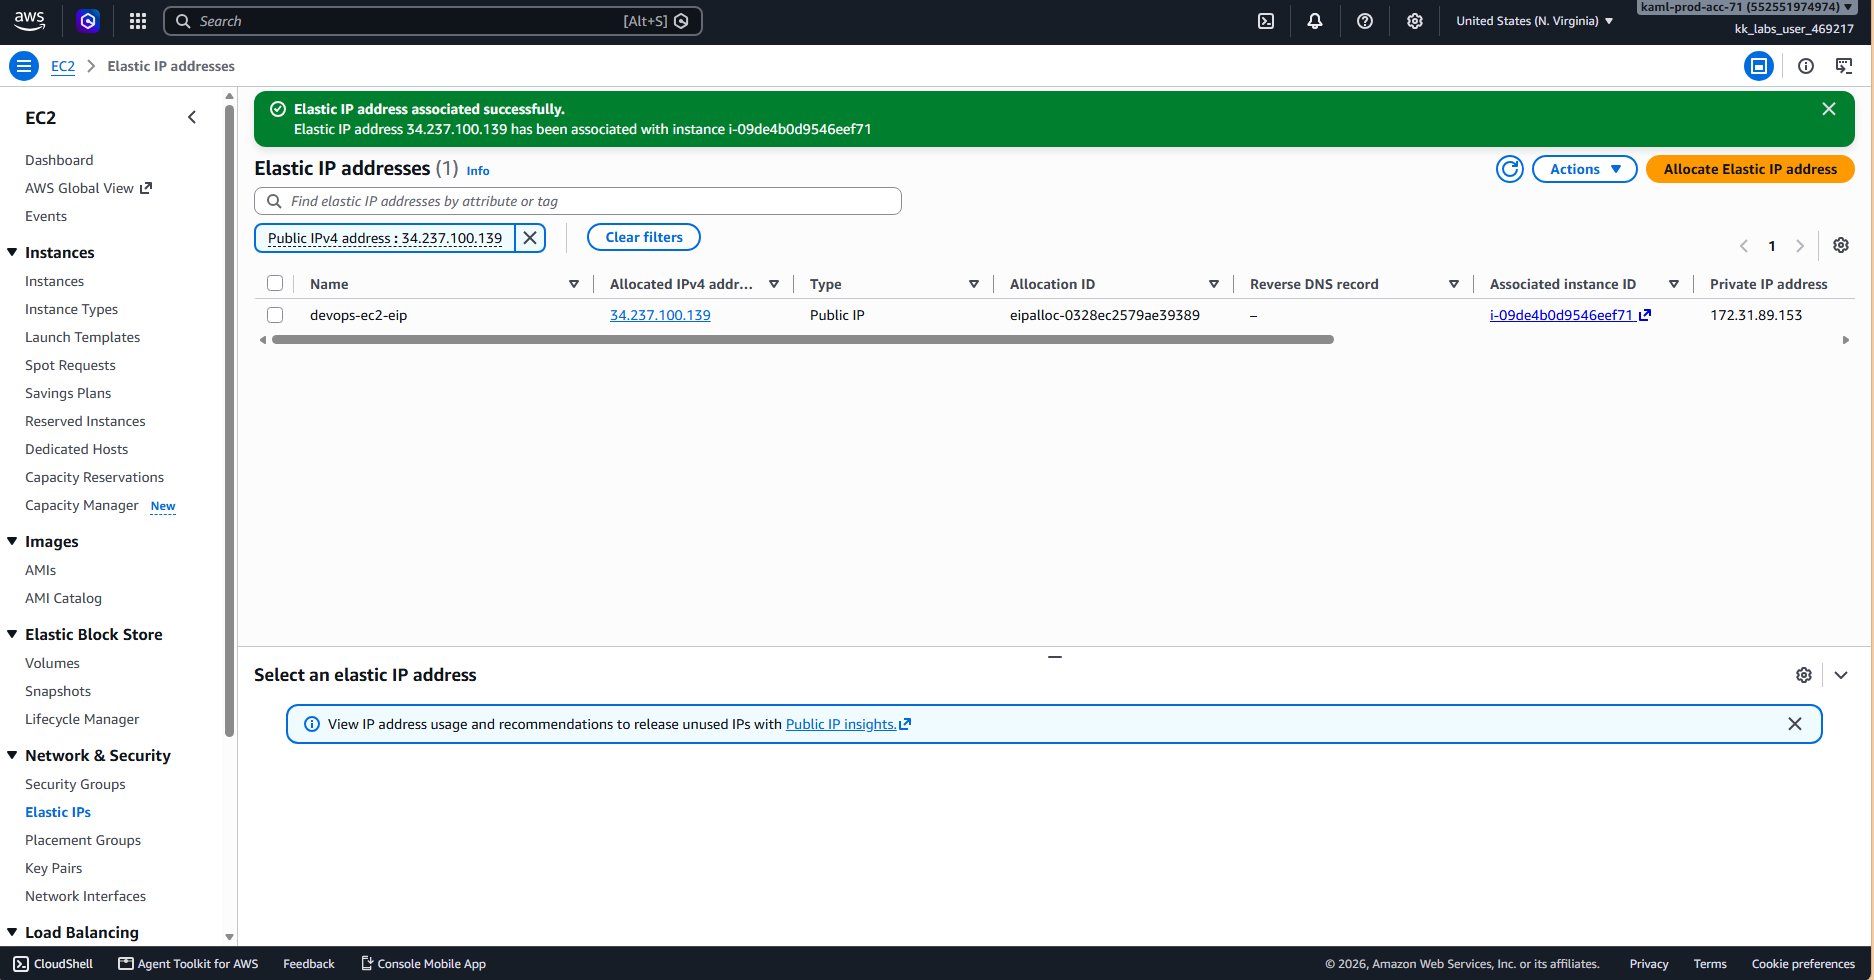 aws
Search
[Alt+S]
United States (N. Virginia)
kaml-prod-acc-71 (552551974974)
kk_labs_user_469217
EC2
Elastic IP addresses
EC2
Dashboard
AWS Global View
Events
Instances
Instances
Instance Types
Launch Templates
Spot Requests
Savings Plans
Reserved Instances
Dedicated Hosts
Capacity Reservations
Capacity Manager New
Images
AMIs
AMI Catalog
Elastic Block Store
Volumes
Snapshots
Lifecycle Manager
Network & Security
Security Groups
Elastic IPs
Placement Groups
Key Pairs
Network Interfaces
Load Balancing
Elastic IP address associated successfully.
Elastic IP address 34.237.100.139 has been associated with instance i-09de4b0d9546eef71
Elastic IP addresses (1) Info
Actions
Allocate Elastic IP address
Find elastic IP addresses by attribute or tag
Public IPv4 address : 34.237.100.139
Clear filters
1
Name Allocated IPv4 addr... Type Allocation ID Reverse DNS record Associated instance ID Private IP address
devops-ec2-eip 34.237.100.139 Public IP eipalloc-0328ec2579ae39389 – i-09de4b0d9546eef71 172.31.89.153
Select an elastic IP address
View IP address usage and recommendations to release unused IPs with Public IP insights.
CloudShell Agent Toolkit for AWS Feedback Console Mobile App © 2026, Amazon Web Services, Inc. or its affiliates. Privacy Terms Cookie preferences